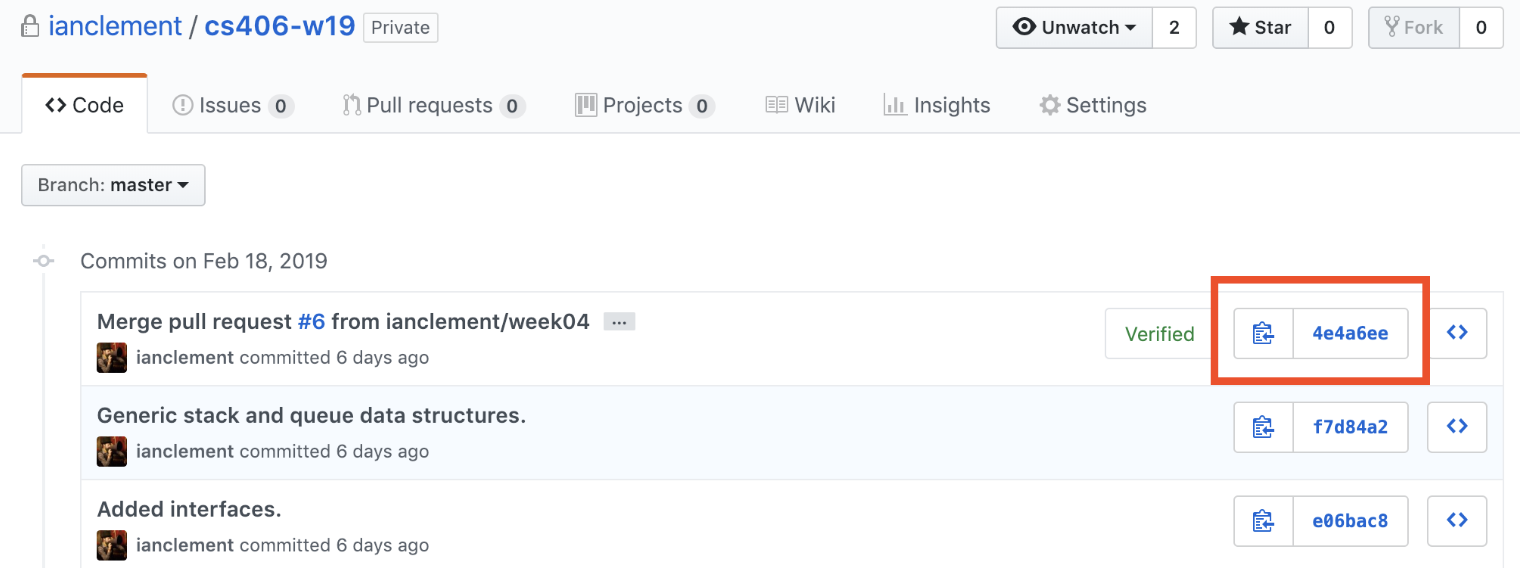 ianclement / cs406-w19 Private Unwatch 2 Star 0 Fork 0
Code Issues 0 Pull requests 0 Projects 0 Wiki Insights Settings
Branch: master
Commits on Feb 18, 2019
Merge pull request #6 from ianclement/week04 ...
Verified 4e4a6ee
ianclement committed 6 days ago
Generic stack and queue data structures.
f7d84a2
ianclement committed 6 days ago
Added interfaces.
e06bac8
ianclement committed 6 days ago